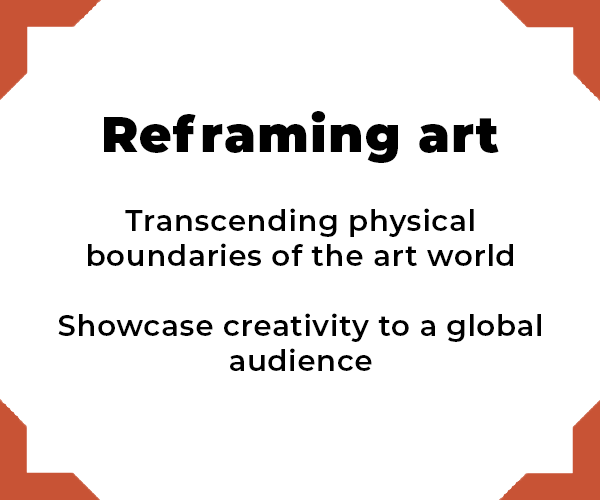 Reframing art
Transcending physical
boundaries of the art world
Showcase creativity to a global
audience